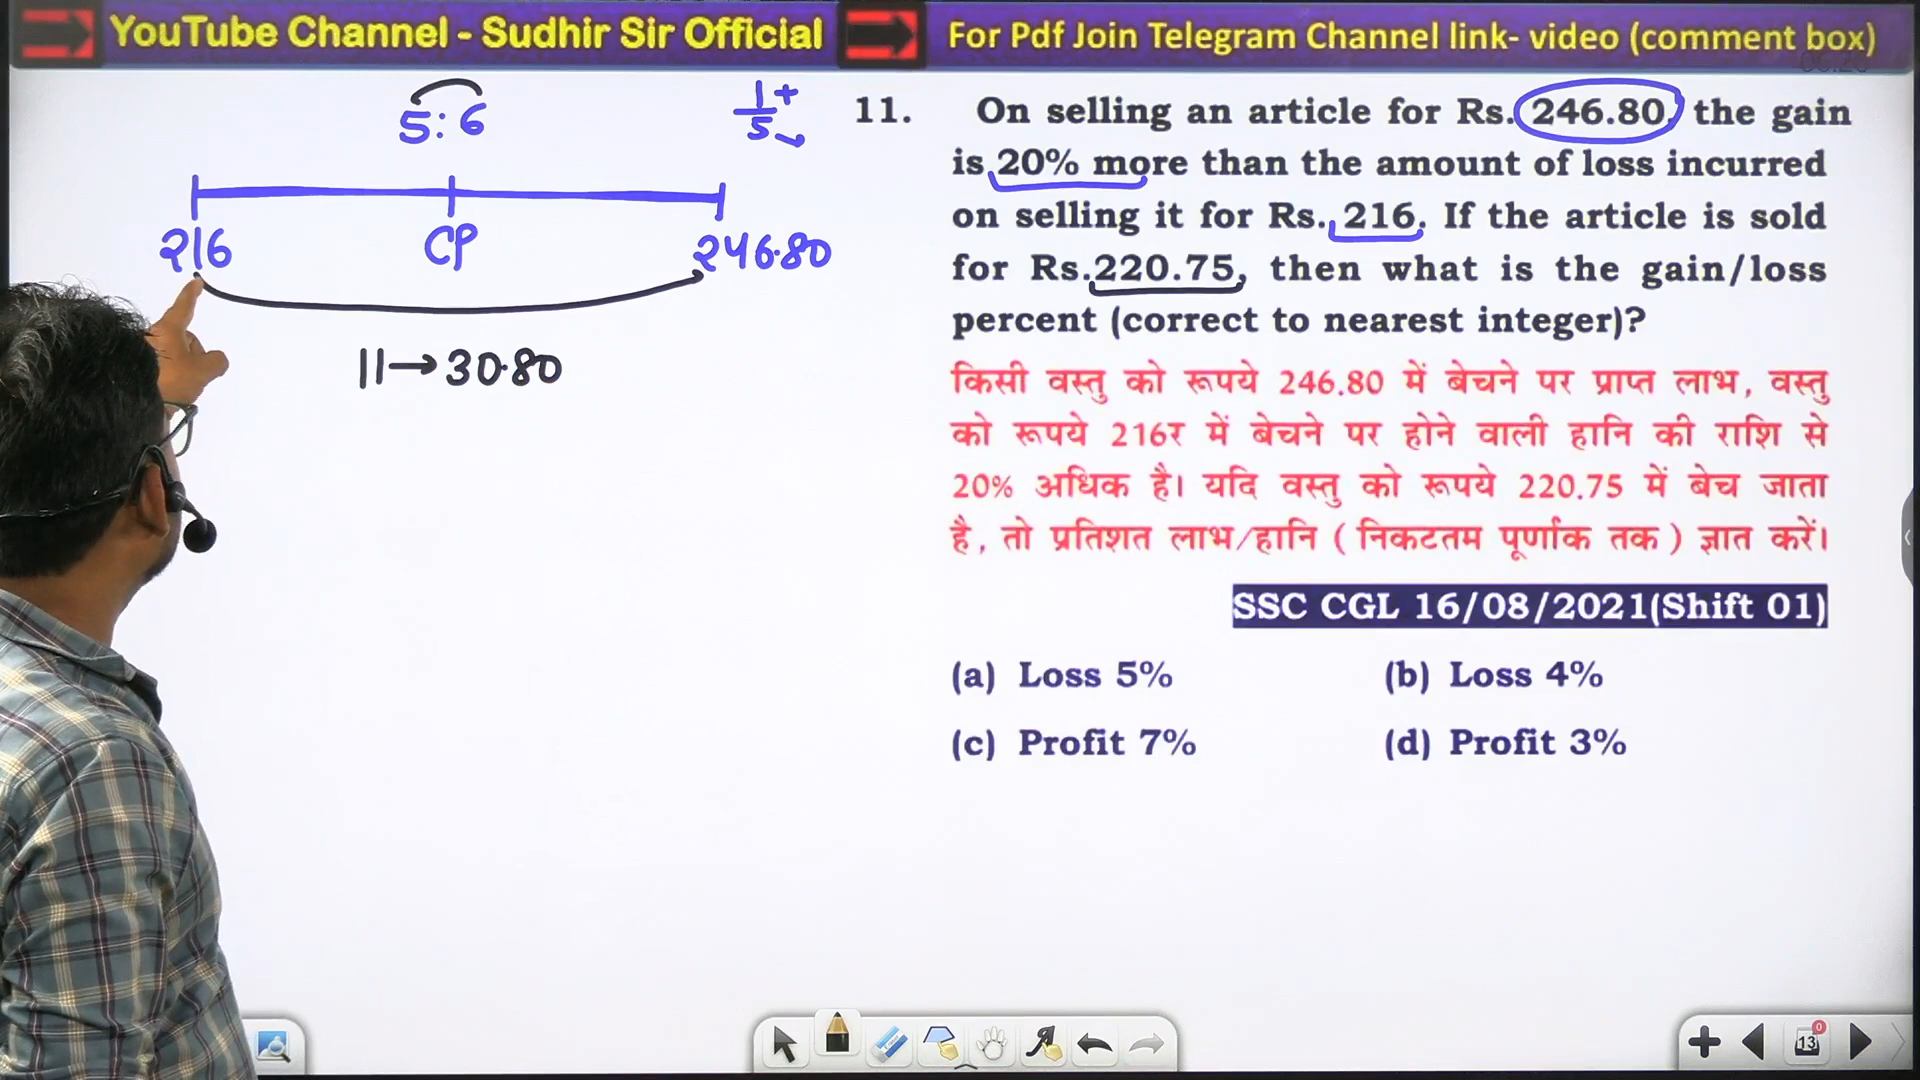 YouTube Channel - Sudhir Sir Official
For Pdf Join Telegram Channel link- video (comment box)
5:6
1/5+
216
CP
246.80
11→30.80
11. On selling an article for Rs. 246.80, the gain
is 20% more than the amount of loss incurred
on selling it for Rs. 216. If the article is sold
for Rs.220.75, then what is the gain/loss
percent (correct to nearest integer)?
किसी वस्तु को रूपये 246.80 में बेचने पर प्राप्त लाभ, वस्तु
को रूपये 216र में बेचने पर होने वाली हानि की राशि से
20% अधिक है। यदि वस्तु को रूपये 220.75 में बेच जाता
है, तो प्रतिशत लाभ/हानि ( निकटतम पूर्णांक तक ) ज्ञात करें।
SSC CGL 16/08/2021(Shift 01)
(a) Loss 5%
(b) Loss 4%
(c) Profit 7%
(d) Profit 3%
13
0